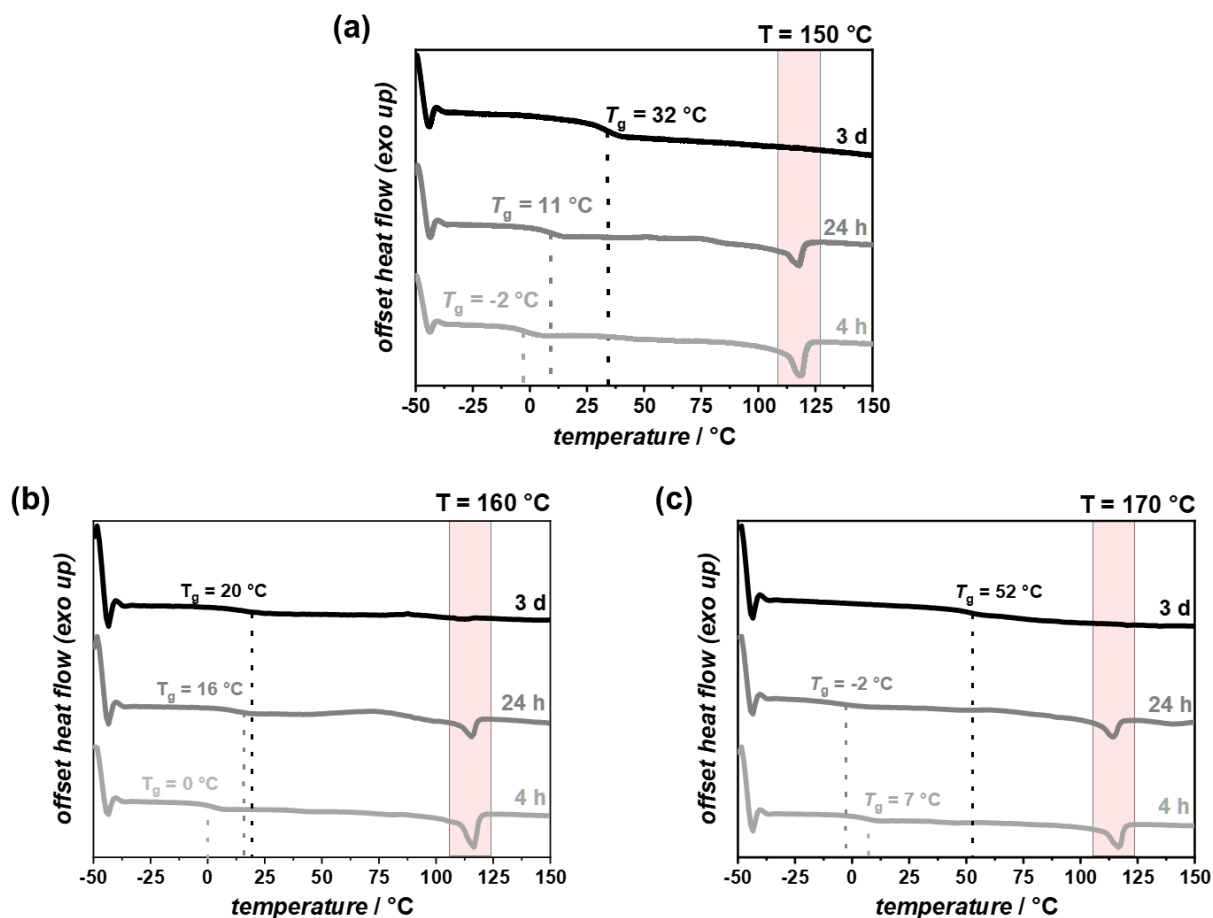 (a)
T = 150 °C
offset heat flow (exo up)
Tg = 32 °C
3 d
Tg = 11 °C
24 h
Tg = -2 °C
4 h
-50 -25 0 25 50 75 100 125 150
temperature / °C
(b)
T = 160 °C
offset heat flow (exo up)
Tg = 20 °C
3 d
Tg = 16 °C
24 h
Tg = 0 °C
4 h
-50 -25 0 25 50 75 100 125 150
temperature / °C
(c)
T = 170 °C
offset heat flow (exo up)
Tg = 52 °C
3 d
Tg = -2 °C
24 h
Tg = 7 °C
4 h
-50 -25 0 25 50 75 100 125 150
temperature / °C